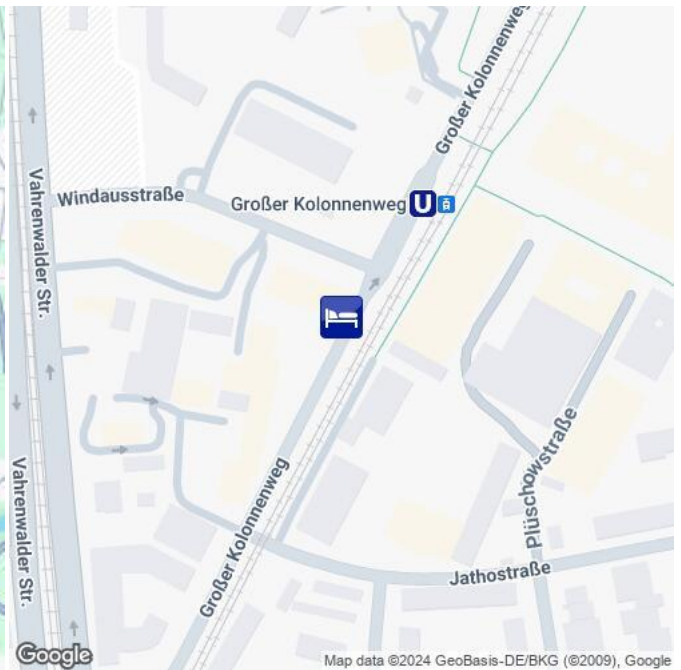 Großer Kolonnenweg
Vahrenwalder Str.
Windausstraße
Großer Kolonnenweg U
Plüschowstraße
Großer Kolonnenweg
Vahrenwalder Str.
Jathostraße
Google
Map data ©2024 GeoBasis-DE/BKG (©2009), Google